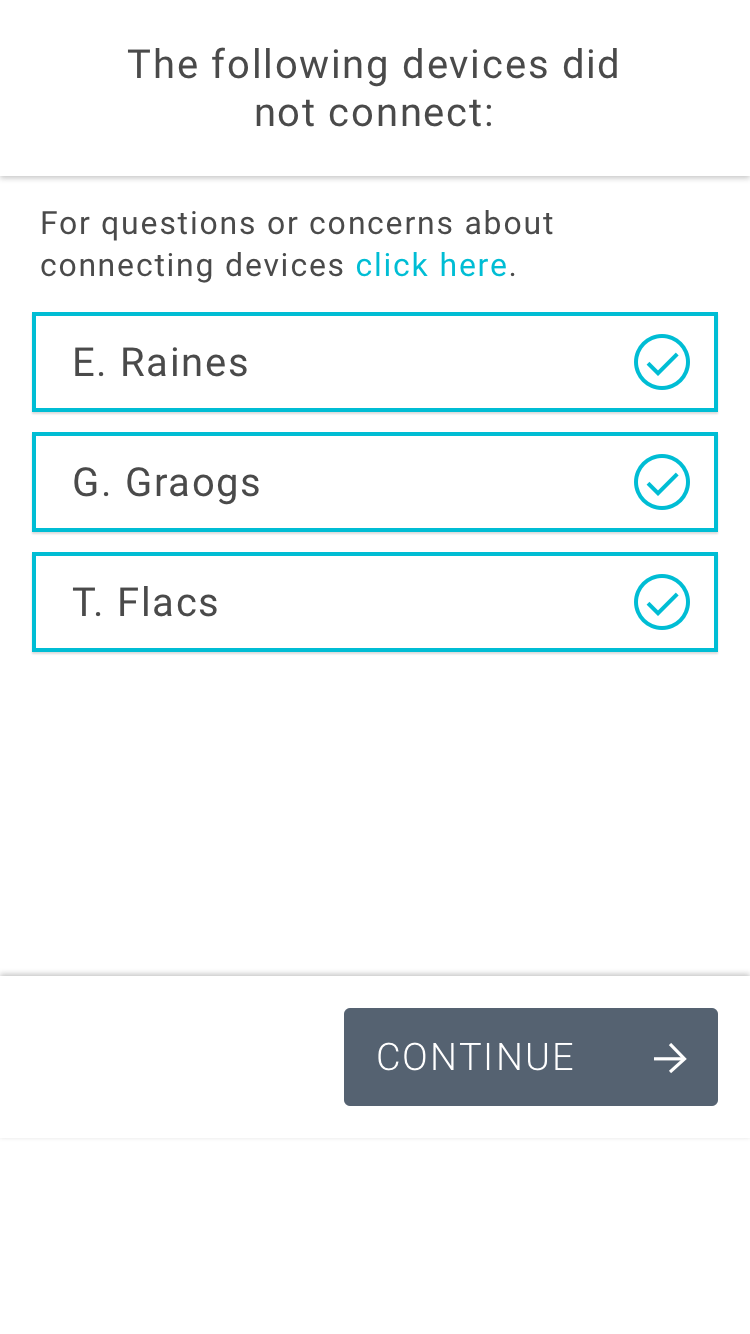 The following devices did
not connect:
For questions or concerns about
connecting devices click here.
E. Raines
G. Graogs
T. Flacs
CONTINUE